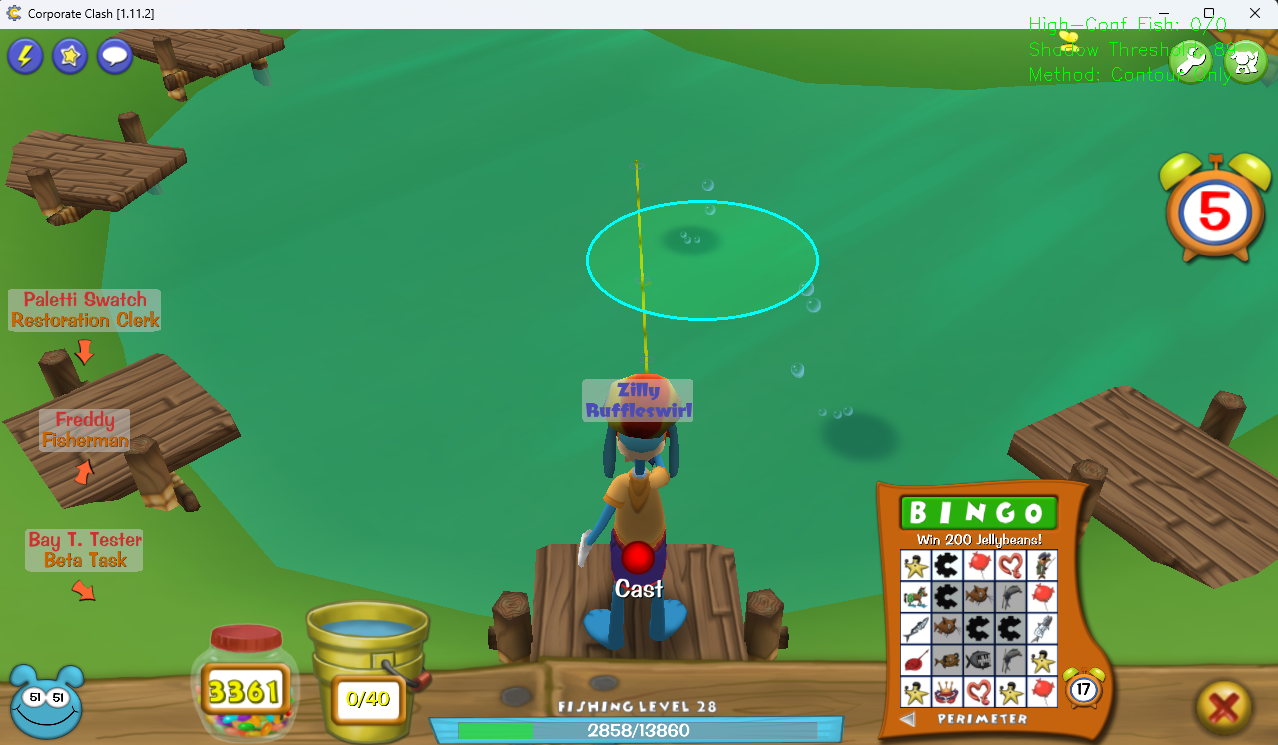 Corporate Clash [1.11.2]
High-Conf Fish: 0/0
Shadow Threshold: 89
Method: Contour Only
5
Paletti Swatch
Restoration Clerk
Freddy
Fisherman
Zilly
Ruffleswirl
Bay T. Tester
Beta Task
Cast
BINGO
Win 200 Jellybeans!
17
PERIMETER
51 51
3361
0/40
FISHING LEVEL 28
2858/13860